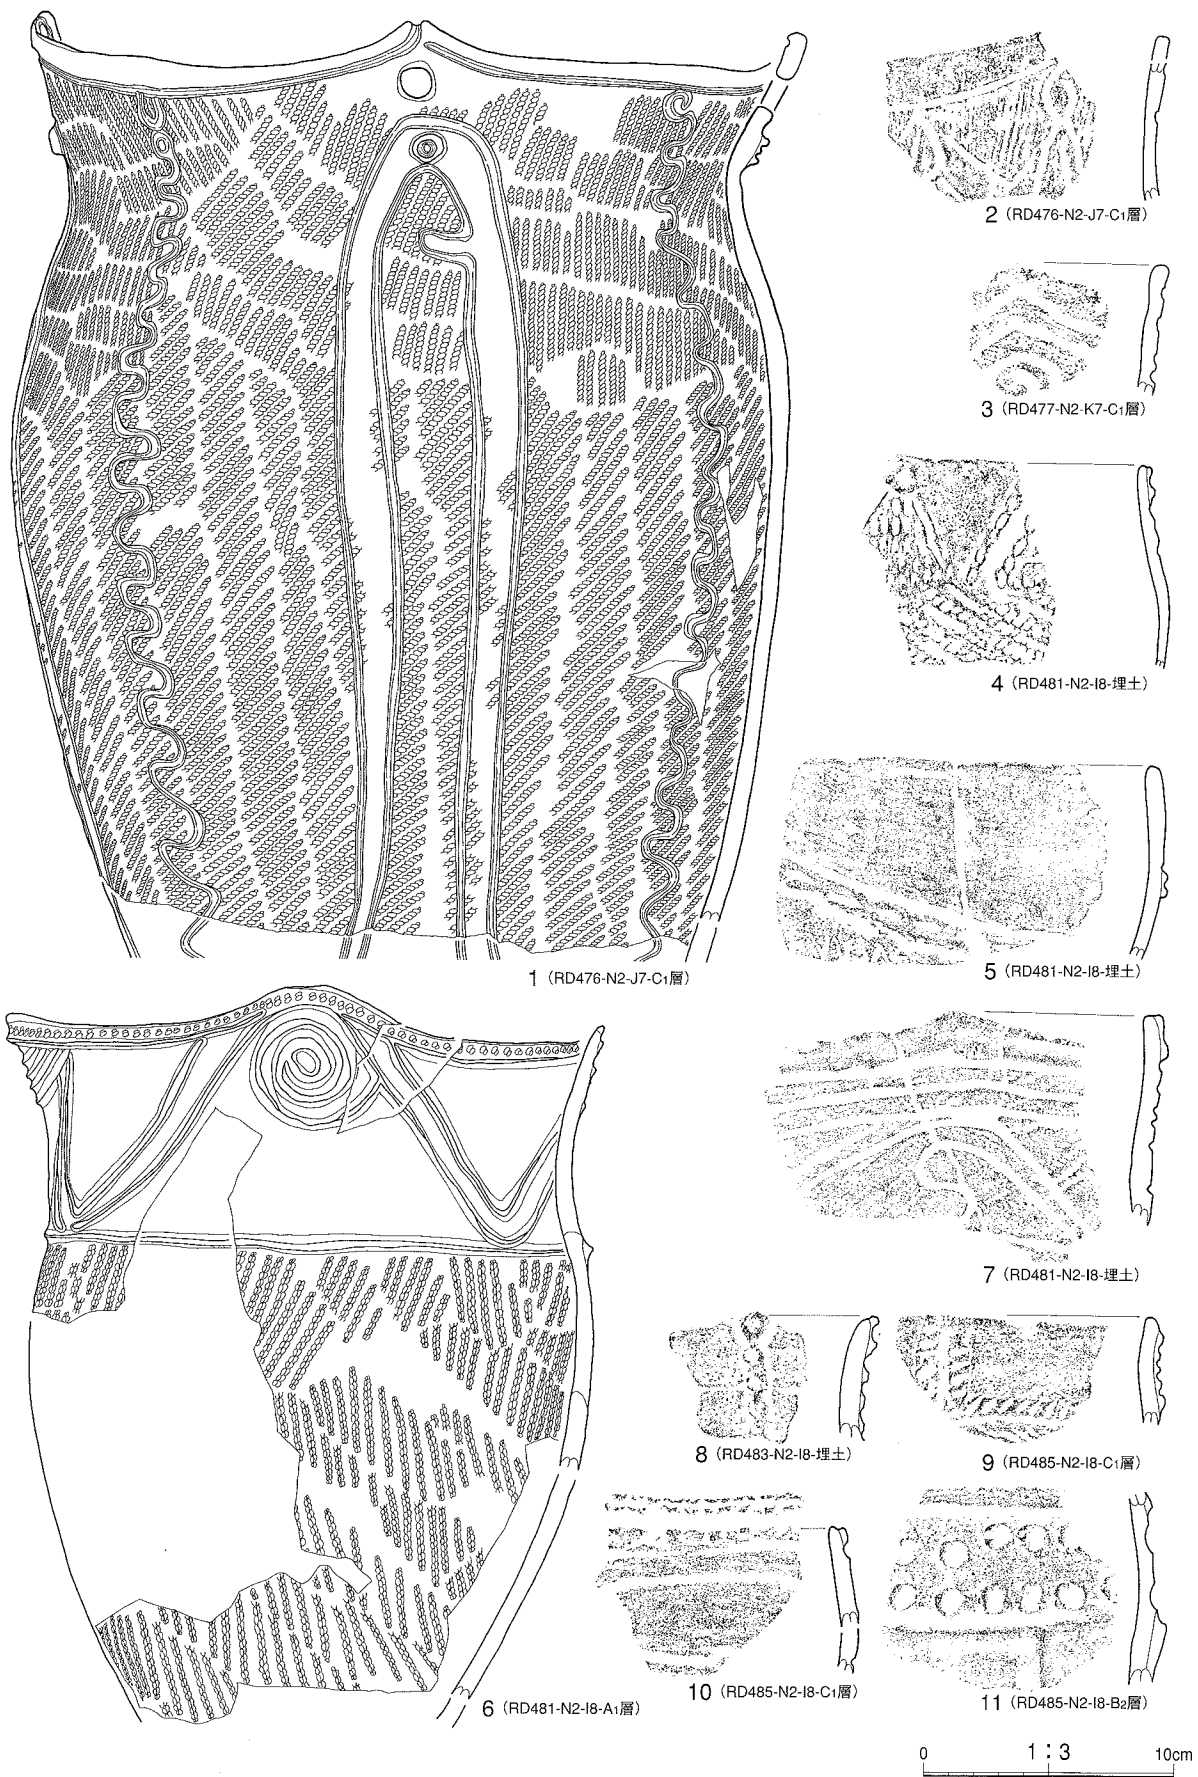 2 (RD476-N2-J7-C1層)
3 (RD477-N2-K7-C1層)
4 (RD481-N2-I8-埋土)
5 (RD481-N2-I8-埋土)
1 (RD476-N2-J7-C1層)
7 (RD481-N2-I8-埋土)
8 (RD483-N2-I8-埋土)
9 (RD485-N2-I8-C1層)
10 (RD485-N2-I8-C1層)
11 (RD485-N2-I8-B2層)
6 (RD481-N2-I8-A1層)
0 1:3 10cm